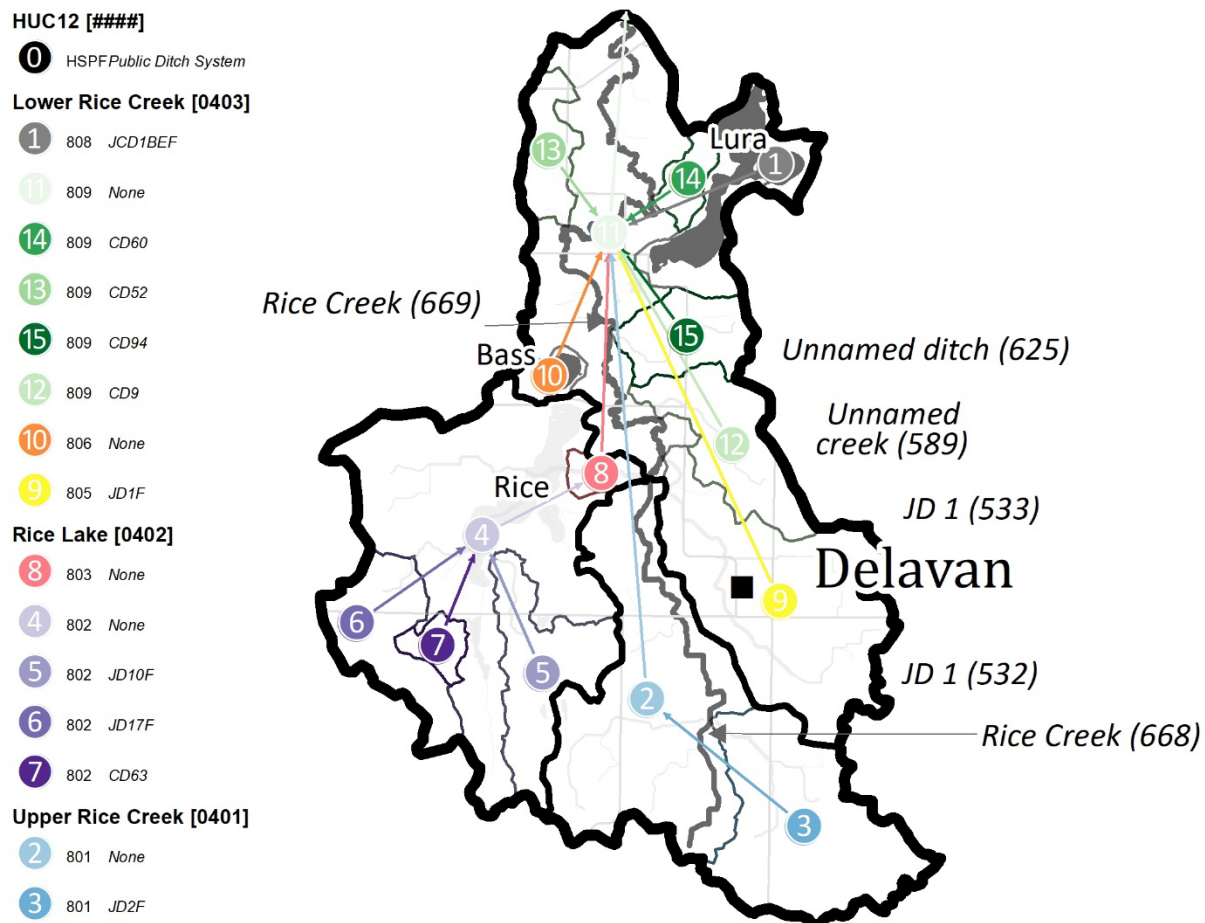 HUC12 [####]
0 HSPF Public Ditch System
Lower Rice Creek [0403]
1 808 JCD1BEF
11 809 None
14 809 CD60
13 809 CD52
15 809 CD94
12 809 CD9
10 806 None
9 805 JD1F
Rice Lake [0402]
8 803 None
4 802 None
5 802 JD10F
6 802 JD17F
7 802 CD63
Upper Rice Creek [0401]
2 801 None
3 801 JD2F
Lura
13
1
14
11
Rice Creek (669)
15
Unnamed ditch (625)
Bass
10
Unnamed
creek (589)
12
8
Rice
JD 1 (533)
4
Delavan
9
6
7
5
JD 1 (532)
2
Rice Creek (668)
3